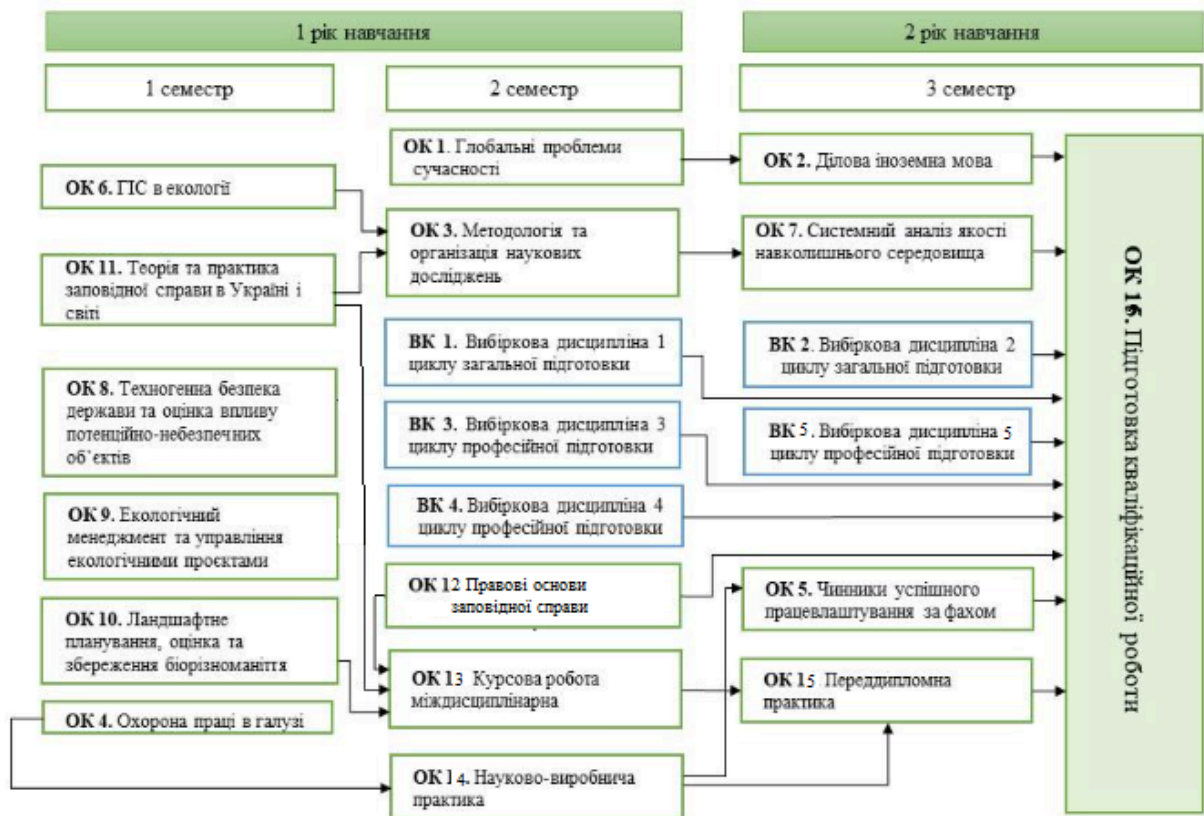 1 рік навчання
2 рік навчання
1 семестр
2 семестр
3 семестр
ОК 6. ГІС в екології
ОК 11. Теорія та практика
заповідної справи в Україні і
світі
ОК 8. Техногенна безпека
держави та оцінка впливу
потенційно-небезпечних
об’єктів
ОК 9. Екологічний
менеджмент та управління
екологічними проєктами
ОК 10. Ландшафтне
планування, оцінка та
збереження біорізноманіття
ОК 4. Охорона праці в галузі
ОК 1. Глобальні проблеми
сучасності
ОК 3. Методологія та
організація наукових
досліджень
ВК 1. Вибіркова дисципліна 1
циклу загальної підготовки
ВК 3. Вибіркова дисципліна 3
циклу професійної підготовки
ВК 4. Вибіркова дисципліна 4
циклу професійної підготовки
ОК 12 Правові основи
заповідної справи
ОК 13 Курсова робота
міждисциплінарна
ОК 14. Науково-виробнича
практика
ОК 2. Ділова іноземна мова
ОК 7. Системний аналіз якості
навколишнього середовища
ВК 2. Вибіркова дисципліна 2
циклу загальної підготовки
ВК 5. Вибіркова дисципліна 5
циклу професійної підготовки
ОК 5. Чинники успішного
працевлаштування за фахом
ОК 15. Переддипломна
практика
ОК 16. Підготовка кваліфікаційної роботи